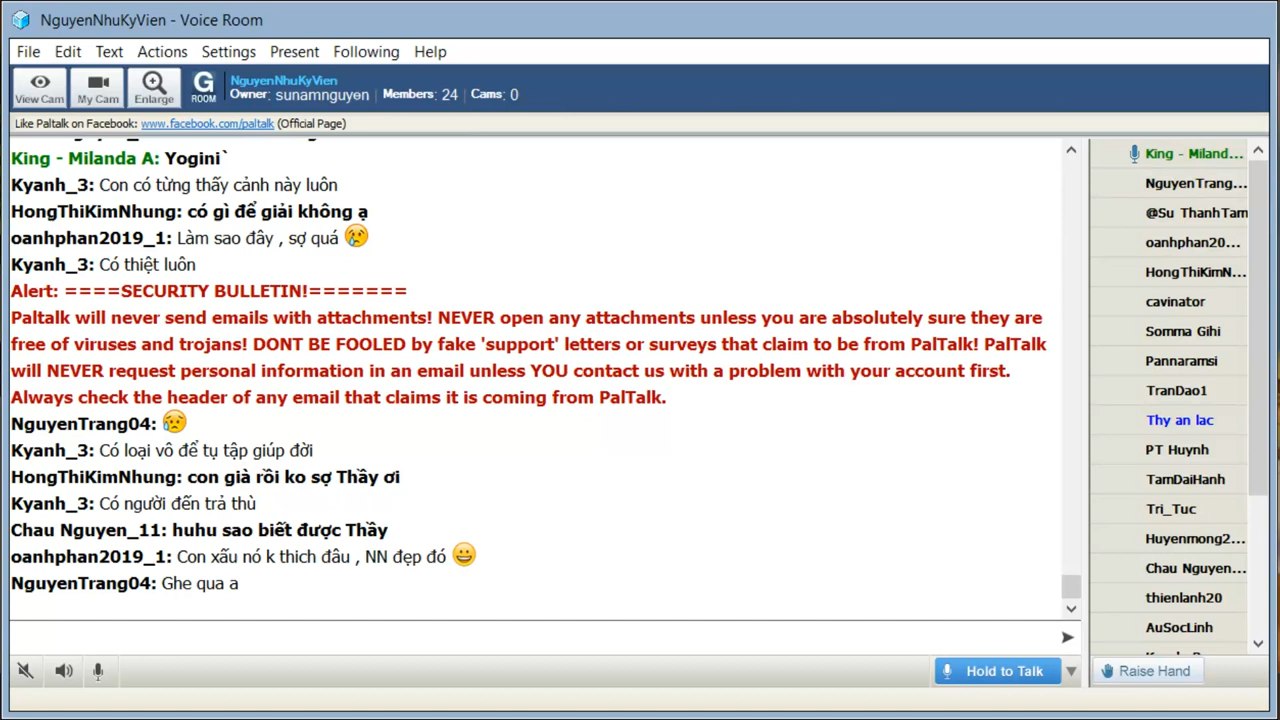 NguyenNhuKyVien - Voice Room
File Edit Text Actions Settings Present Following Help
View Cam My Cam Enlarge G ROOM
NguyenNhuKyVien
Owner: sunamnguyen Members: 24 Cams: 0
Like Paltalk on Facebook: www.facebook.com/paltalk (Official Page)
King - Milanda A: Yogini`
Kyanh_3: Con có từng thấy cảnh này luôn
HongThiKimNhung: có gì để giải không ạ
oanhphan2019_1: Làm sao đây , sợ quá 😢
Kyanh_3: Có thiệt luôn
Alert: ====SECURITY BULLETIN!=======
Paltalk will never send emails with attachments! NEVER open any attachments unless you are absolutely sure they are
free of viruses and trojans! DONT BE FOOLED by fake 'support' letters or surveys that claim to be from PalTalk! PalTalk
will NEVER request personal information in an email unless YOU contact us with a problem with your account first.
Always check the header of any email that claims it is coming from PalTalk.
NguyenTrang04: 😥
Kyanh_3: Có loại vô để tụ tập giúp đời
HongThiKimNhung: con già rồi ko sợ Thầy ơi
Kyanh_3: Có người đến trả thù
Chau Nguyen_11: huhu sao biết được Thầy
oanhphan2019_1: Con xấu nó k thich đâu , NN đẹp đó 😀
NguyenTrang04: Ghe qua a
King - Miland...
NguyenTrang...
@Su ThanhTam
oanhphan20...
HongThiKimN...
cavinator
Somma Gihi
Pannaramsi
TranDao1
Thy an lac
PT Huynh
TamDaiHanh
Tri_Tuc
Huyenmong2...
Chau Nguyen...
thienlanh20
AuSocLinh
Hold to Talk
Raise Hand